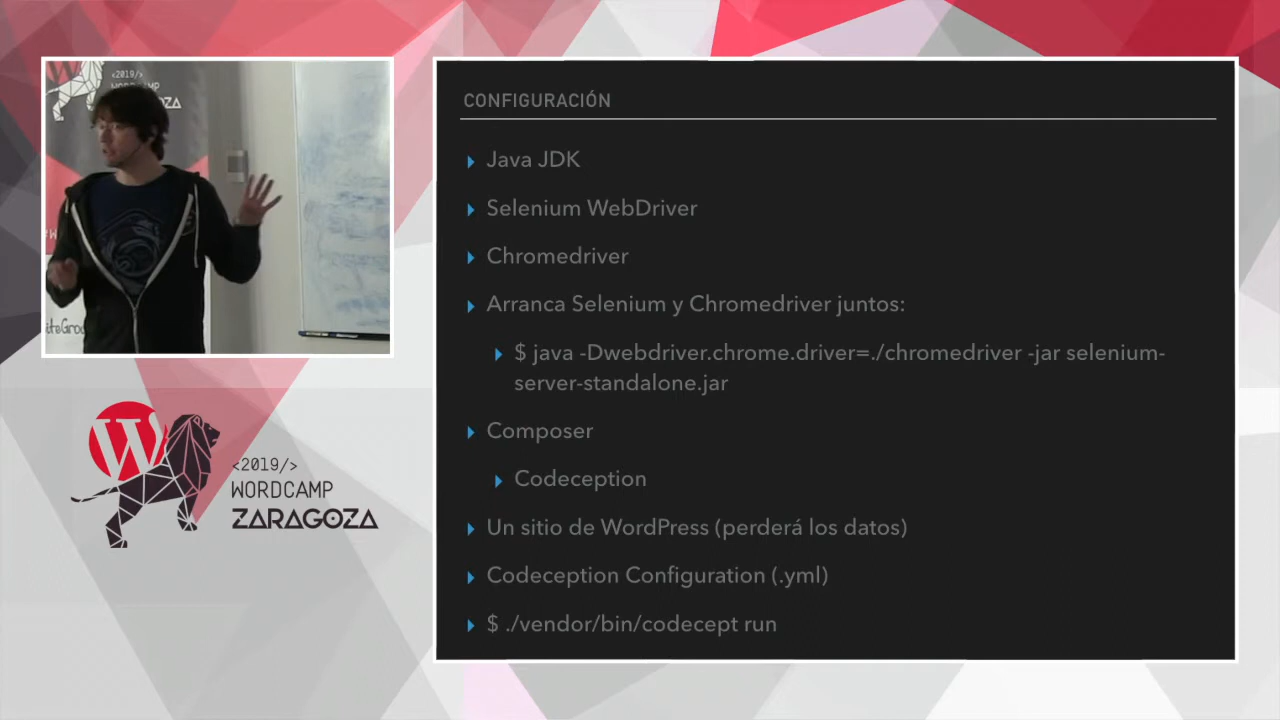 <2019/>
CONFIGURACIÓN
Java JDK
Selenium WebDriver
Chromedriver
Arranca Selenium y Chromedriver juntos:
$ java -Dwebdriver.chrome.driver=./chromedriver -jar selenium-
server-standalone.jar
Composer
Codeception
Un sitio de WordPress (perderá los datos)
Codeception Configuration (.yml)
$ ./vendor/bin/codecept run
<2019/>
WORDCAMP
ZARAGOZA